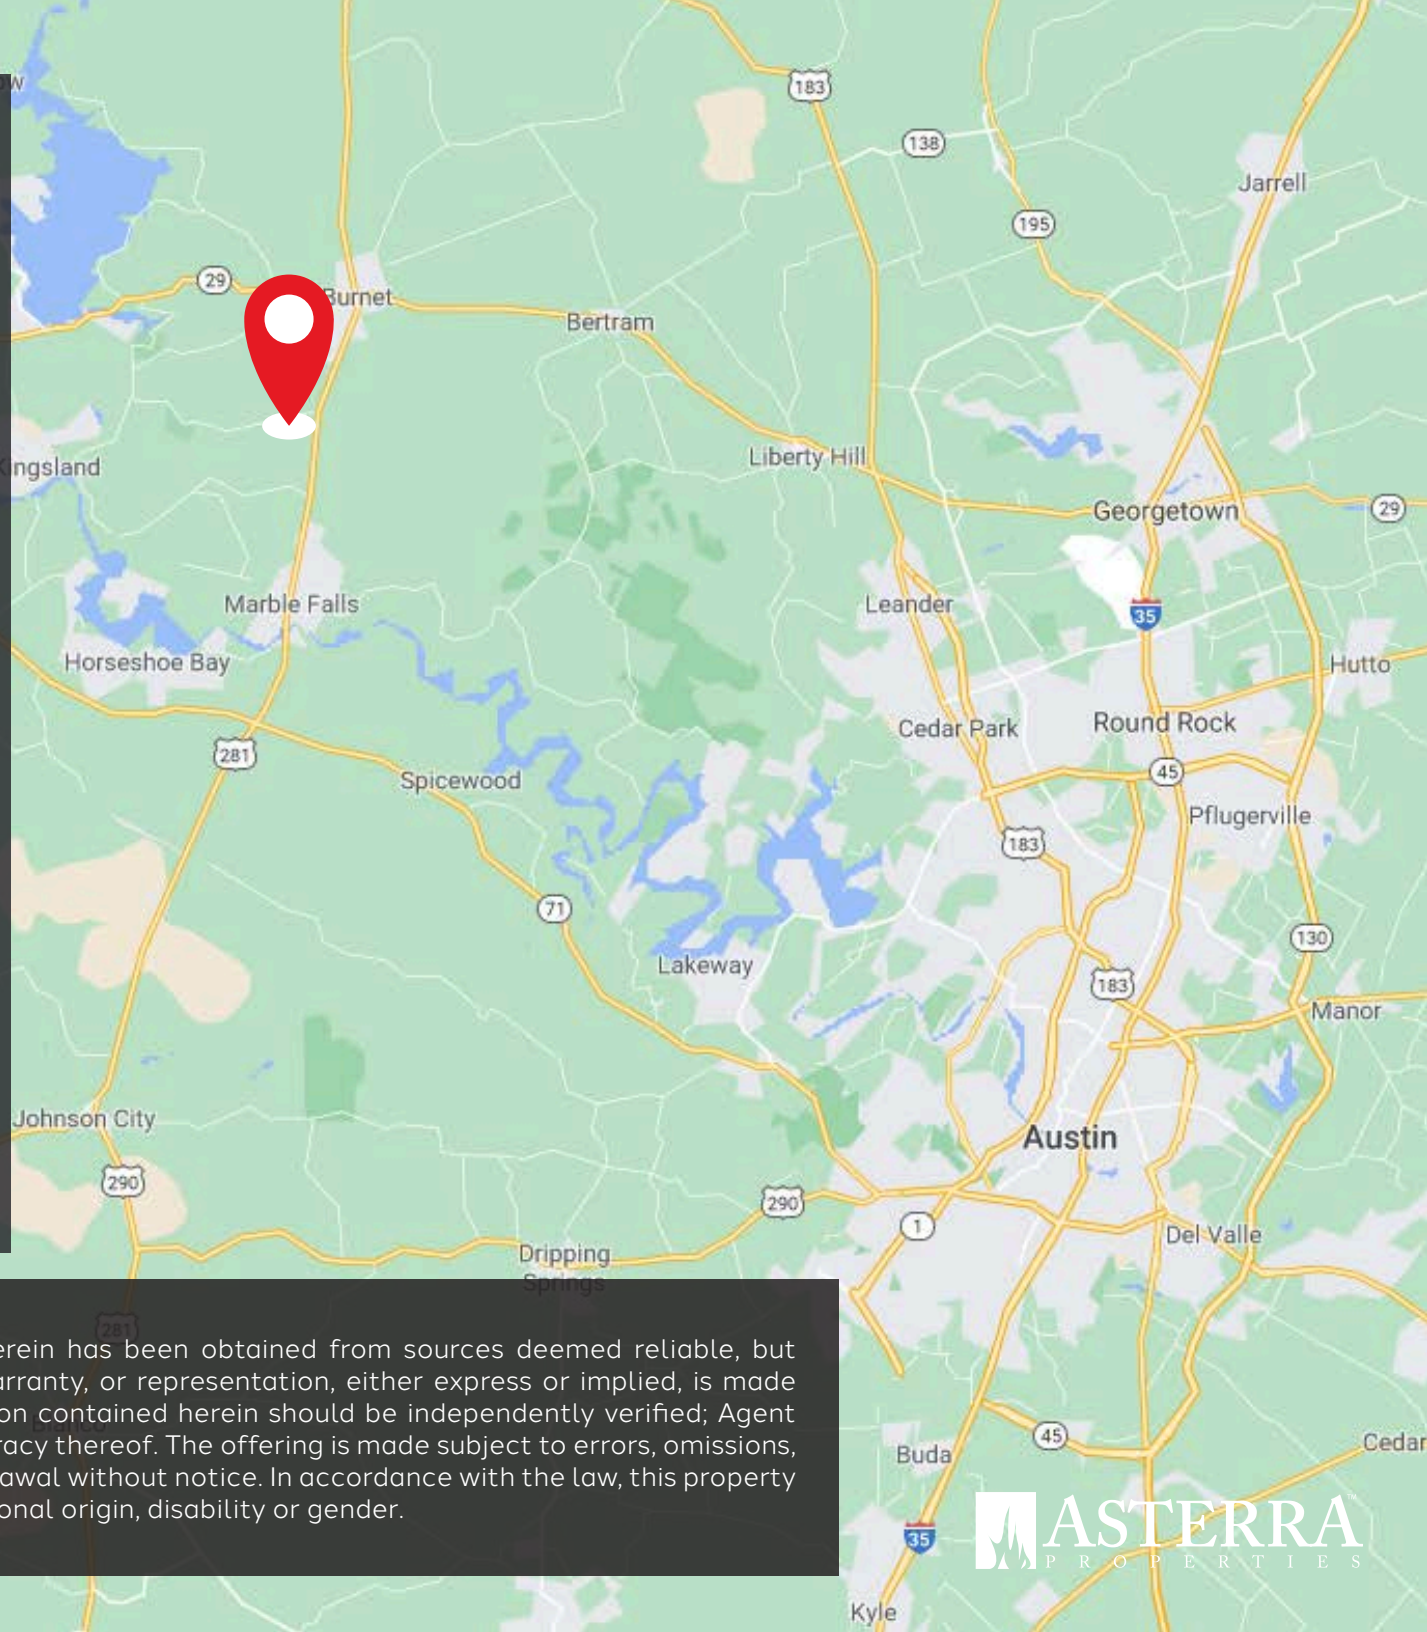 ow
183
138
Jarrell
195
29
Burnet
Bertram
Liberty Hill
Kingsland
Georgetown
29
Marble Falls
Leander
35
Horseshoe Bay
Hutto
Cedar Park
Round Rock
281
45
Spicewood
Pflugerville
183
71
130
Lakeway
183
Manor
Johnson City
Austin
290
290
1
Del Valle
Dripping
Springs
281
erein has been obtained from sources deemed reliable, but
arranty, or representation, either express or implied, is made
on contained herein should be independently verified; Agent
racy thereof. The offering is made subject to errors, omissions,
awal without notice. In accordance with the law, this property
onal origin, disability or gender.
Blanco
45
Buda
Cedar
35
ASTERRA™
PROPERTIES
Kyle